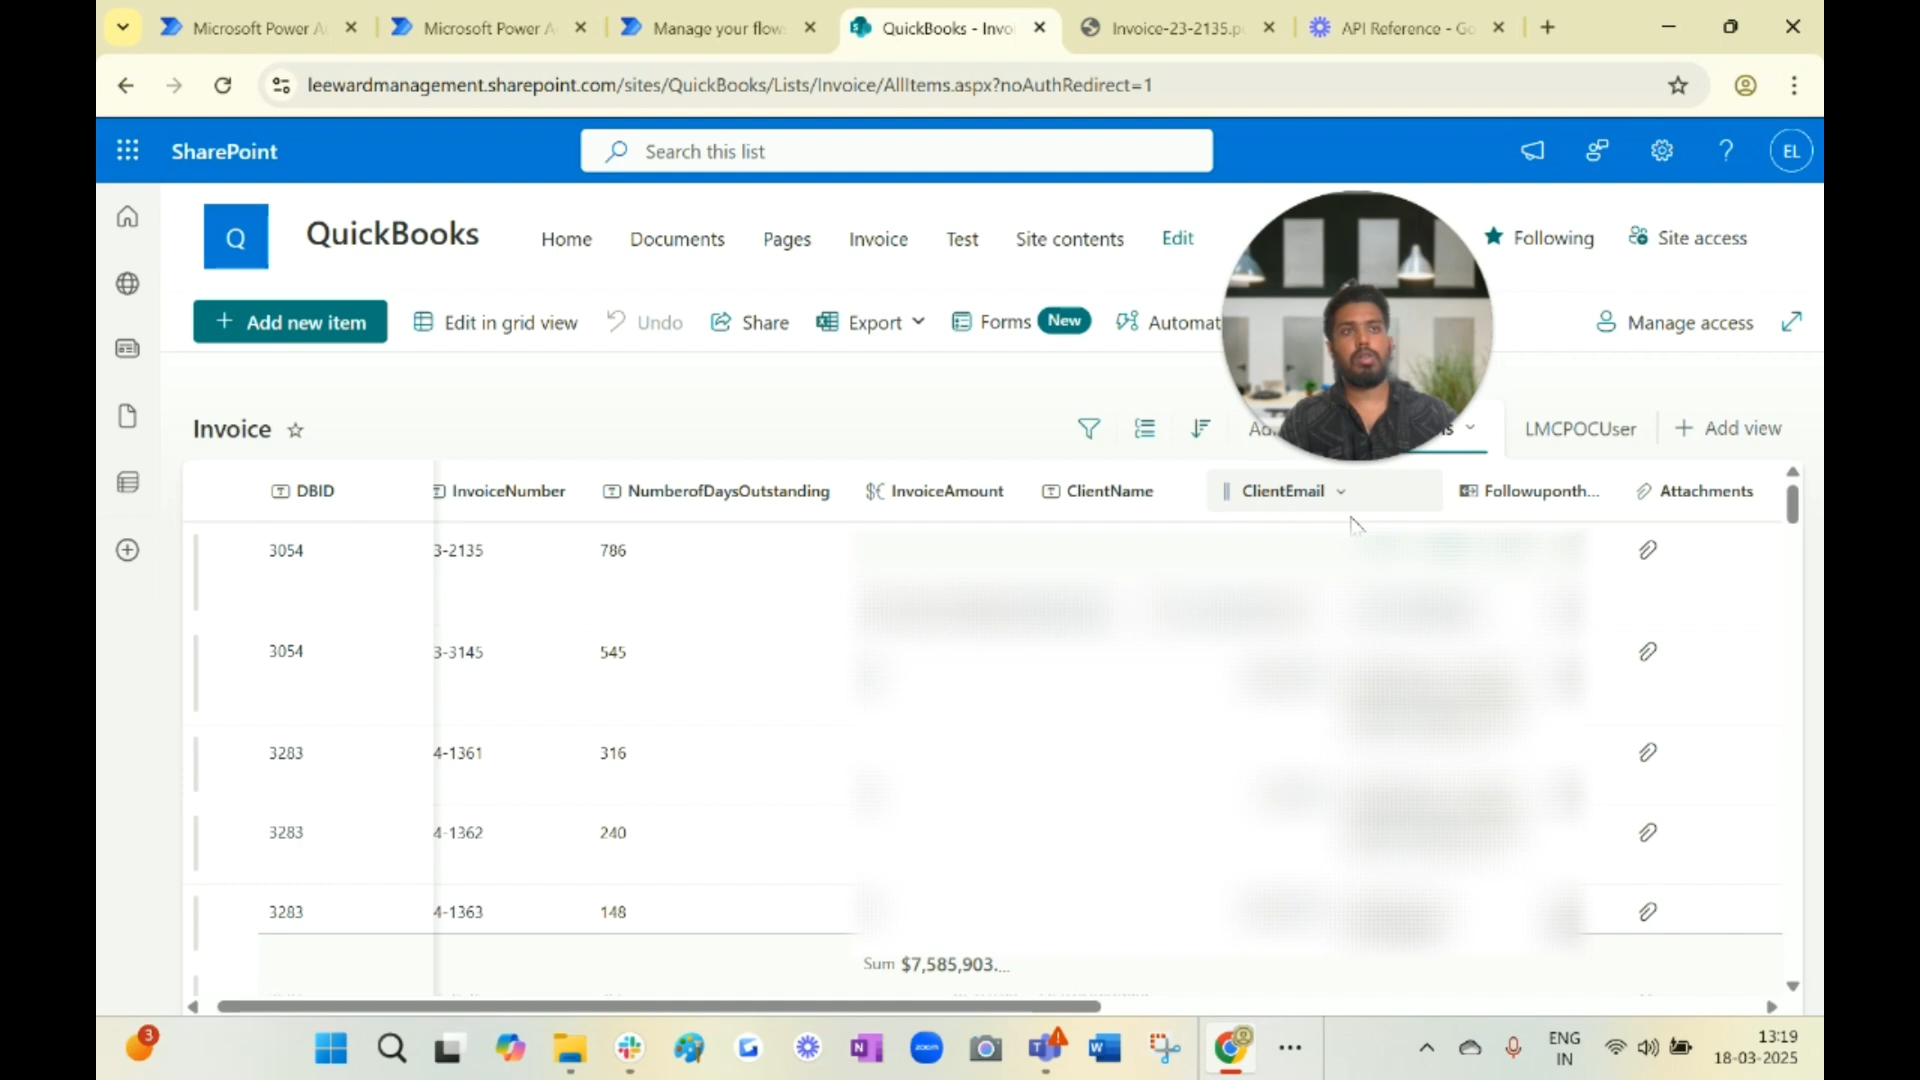 Microsoft Power A
Microsoft Power A
Manage your flow
QuickBooks - Invoi
Invoice-23-2135.p
API Reference - Go
leewardmanagement.sharepoint.com/sites/QuickBooks/Lists/Invoice/AllItems.aspx?noAuthRedirect=1
SharePoint
Search this list
EL
Q
QuickBooks
Home
Documents
Pages
Invoice
Test
Site contents
Edit
Following
Site access
Add new item
Edit in grid view
Undo
Share
Export
Forms
New
Automat
Manage access
Invoice
LMCPOCUser
Add view
DBID
InvoiceNumber
NumberofDaysOutstanding
InvoiceAmount
ClientName
ClientEmail
Followuponth...
Attachments
3054
3-2135
786
3054
3-3145
545
3283
4-1361
316
3283
4-1362
240
3283
4-1363
148
Sum $7,585,903....
3
zoom
ENG
IN
13:19
18-03-2025